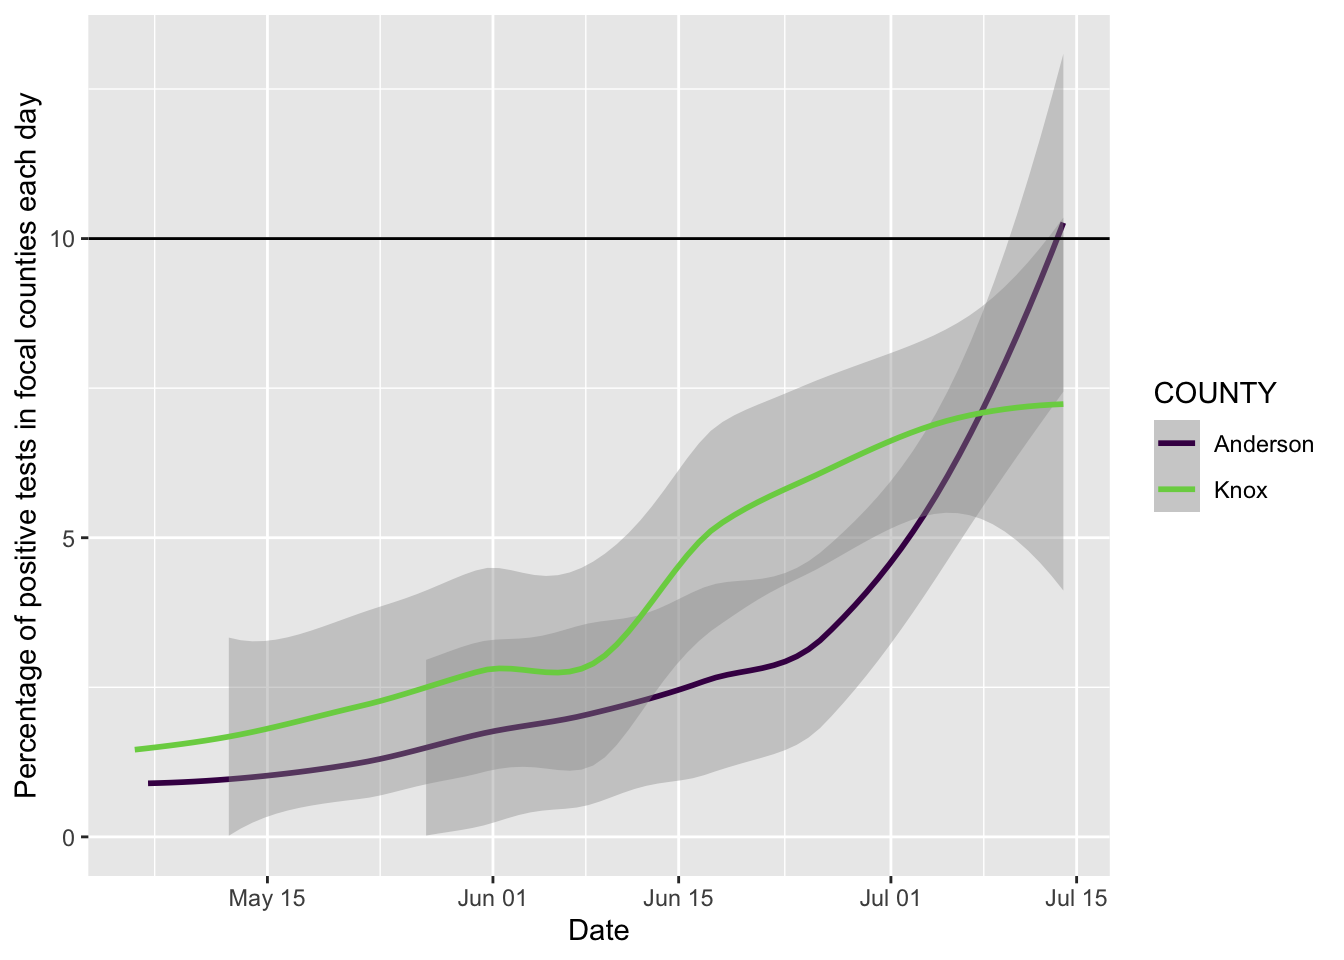 Percentage of positive tests in focal counties each day
10
5
0
May 15
Jun 01
Jun 15
Jul 01
Jul 15
Date
COUNTY
Anderson
Knox